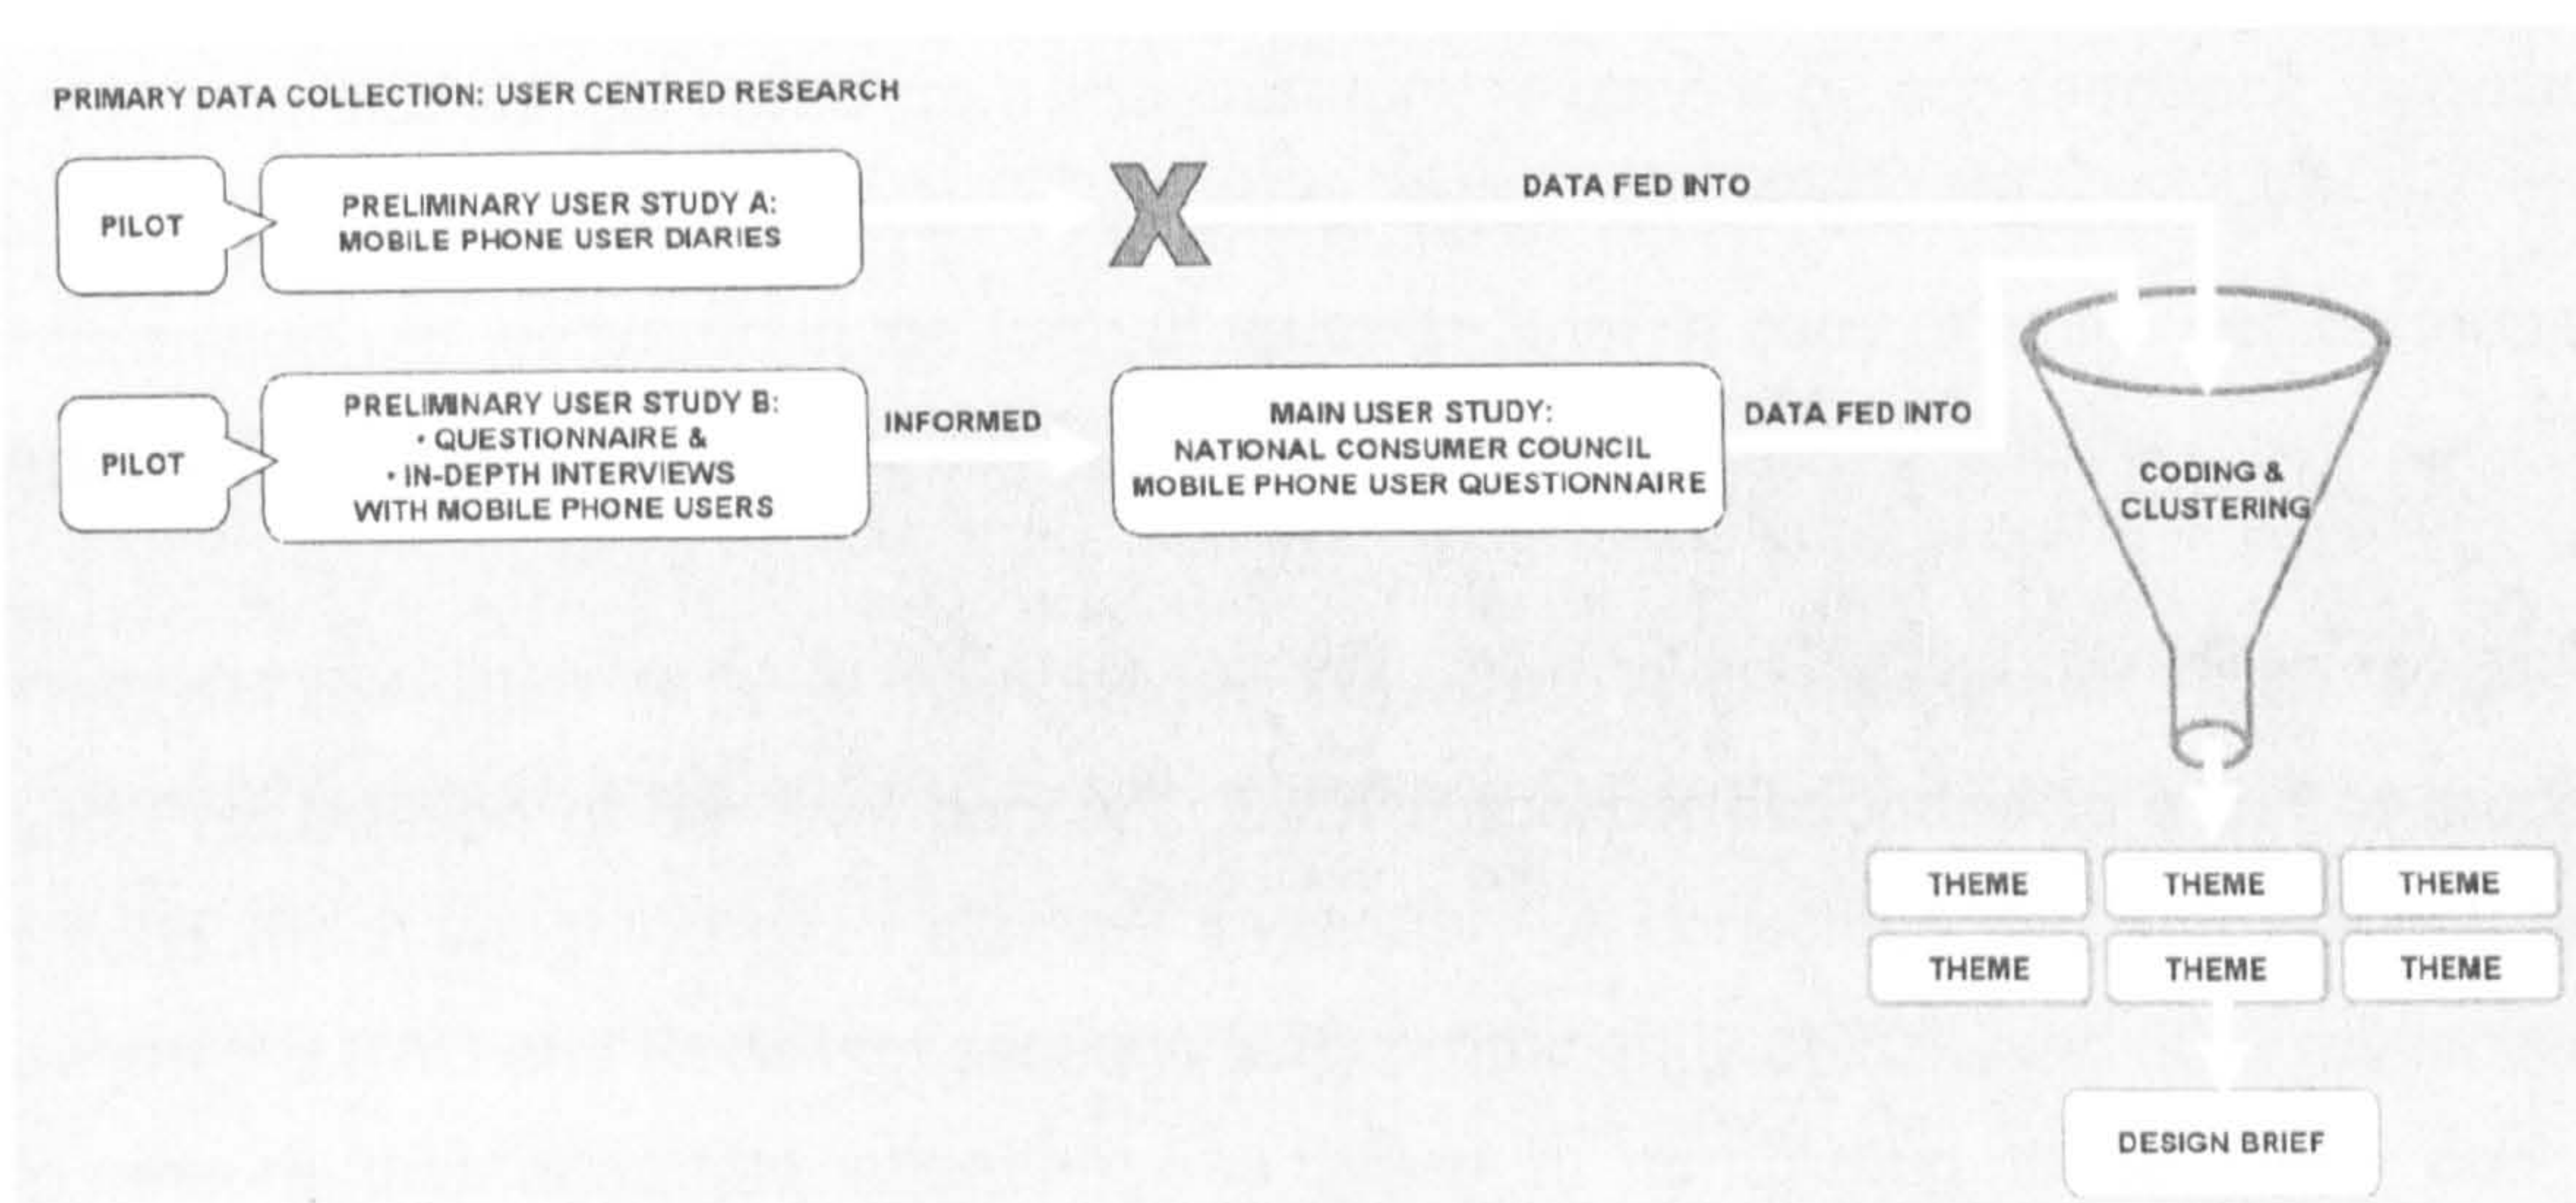 PRIMARY DATA COLLECTION: USER CENTRED RESEARCH
PILOT
PRELIMINARY USER STUDY A:
MOBILE PHONE USER DIARIES
X
DATA FED INTO
PILOT
PRELIMINARY USER STUDY B:
• QUESTIONNAIRE &
• IN-DEPTH INTERVIEWS
WITH MOBILE PHONE USERS
INFORMED
MAIN USER STUDY:
NATIONAL CONSUMER COUNCIL
MOBILE PHONE USER QUESTIONNAIRE
DATA FED INTO
CODING &
CLUSTERING
THEME
THEME
THEME
THEME
THEME
THEME
DESIGN BRIEF